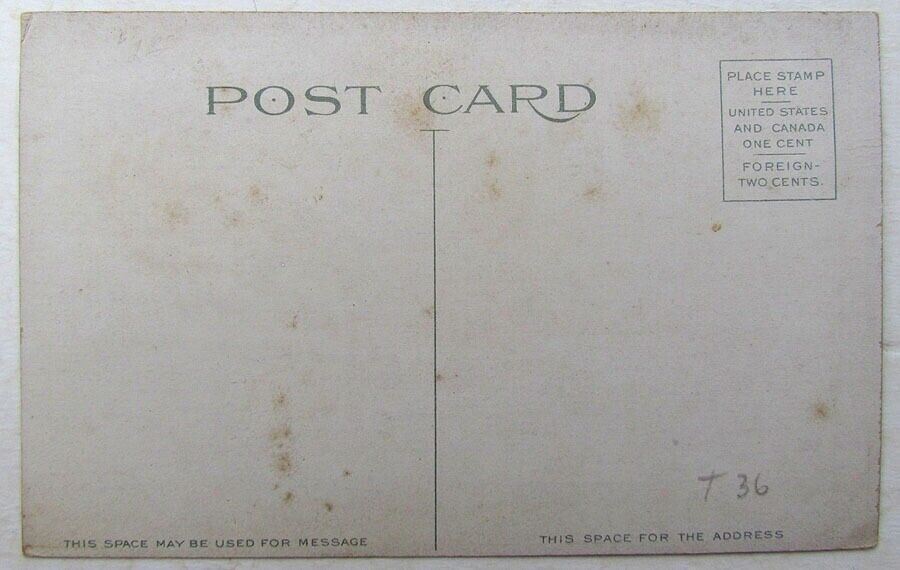 POST CARD
PLACE STAMP
HERE
UNITED STATES
AND CANADA
ONE CENT
FOREIGN-
TWO CENTS.
T 36
THIS SPACE MAY BE USED FOR MESSAGE
THIS SPACE FOR THE ADDRESS